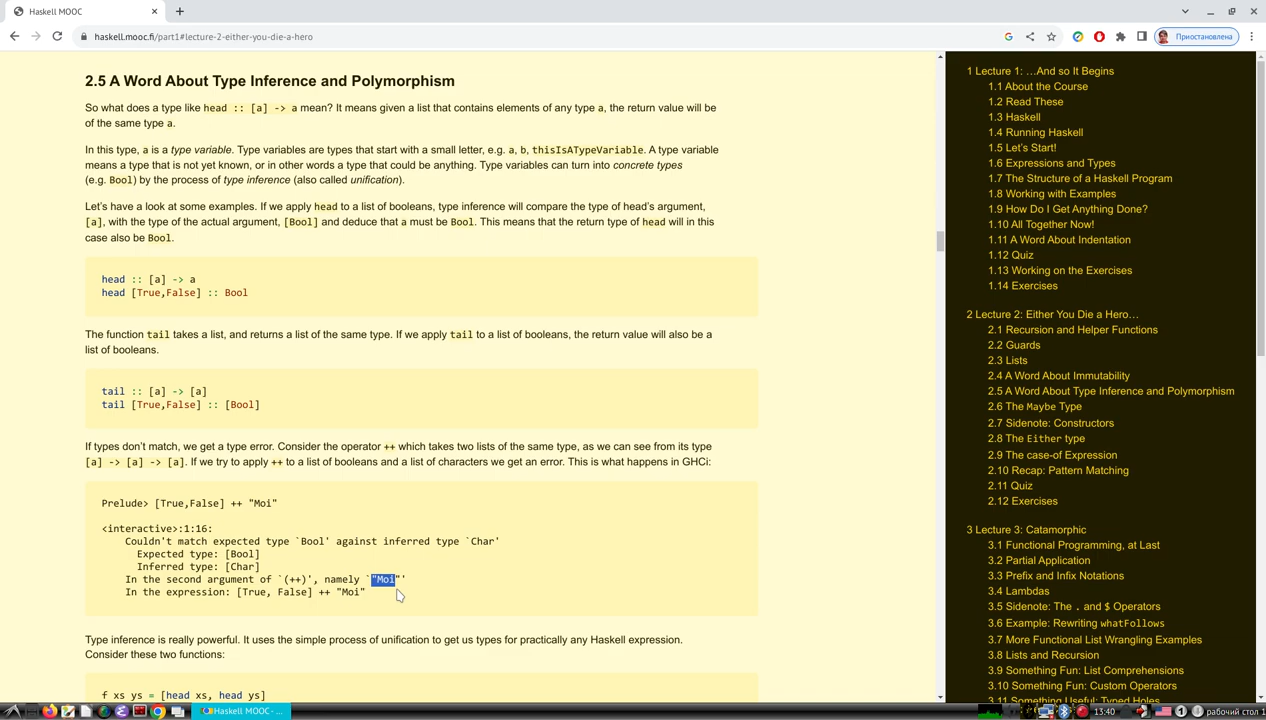 Haskell MOOC
haskell.mooc.fi/part1#lecture-2-either-you-die-a-hero
Приостановлена
2.5 A Word About Type Inference and Polymorphism
So what does a type like head :: [a] -> a mean? It means given a list that contains elements of any type a, the return value will be
of the same type a.
In this type, a is a type variable. Type variables are types that start with a small letter, e.g. a, b, thisIsATypeVariable. A type variable
means a type that is not yet known, or in other words a type that could be anything. Type variables can turn into concrete types
(e.g. Bool) by the process of type inference (also called unification).
Let's have a look at some examples. If we apply head to a list of booleans, type inference will compare the type of head's argument,
[a], with the type of the actual argument, [Bool] and deduce that a must be Bool. This means that the return type of head will in this
case also be Bool.
head :: [a] -> a
head [True,False] :: Bool
The function tail takes a list, and returns a list of the same type. If we apply tail to a list of booleans, the return value will also be a
list of booleans.
tail :: [a] -> [a]
tail [True,False] :: [Bool]
If types don't match, we get a type error. Consider the operator ++ which takes two lists of the same type, as we can see from its type
[a] -> [a] -> [a]. If we try to apply ++ to a list of booleans and a list of characters we get an error. This is what happens in GHCi:
Prelude> [True,False] ++ "Moi"
<interactive>:1:16:
Couldn't match expected type `Bool' against inferred type `Char'
Expected type: [Bool]
Inferred type: [Char]
In the second argument of `(++)', namely `"Moi"'
In the expression: [True, False] ++ "Moi"
Type inference is really powerful. It uses the simple process of unification to get us types for practically any Haskell expression.
Consider these two functions:
f xs ys = [head xs, head ys]
1 Lecture 1: …And so It Begins
1.1 About the Course
1.2 Read These
1.3 Haskell
1.4 Running Haskell
1.5 Let's Start!
1.6 Expressions and Types
1.7 The Structure of a Haskell Program
1.8 Working with Examples
1.9 How Do I Get Anything Done?
1.10 All Together Now!
1.11 A Word About Indentation
1.12 Quiz
1.13 Working on the Exercises
1.14 Exercises
2 Lecture 2: Either You Die a Hero…
2.1 Recursion and Helper Functions
2.2 Guards
2.3 Lists
2.4 A Word About Immutability
2.5 A Word About Type Inference and Polymorphism
2.6 The Maybe Type
2.7 Sidenote: Constructors
2.8 The Either type
2.9 The case-of Expression
2.10 Recap: Pattern Matching
2.11 Quiz
2.12 Exercises
3 Lecture 3: Catamorphic
3.1 Functional Programming, at Last
3.2 Partial Application
3.3 Prefix and Infix Notations
3.4 Lambdas
3.5 Sidenote: The . and $ Operators
3.6 Example: Rewriting whatFollows
3.7 More Functional List Wrangling Examples
3.8 Lists and Recursion
3.9 Something Fun: List Comprehensions
3.10 Something Fun: Custom Operators
3.11 Something Useful: Typed Holes
Haskell MOOC - ...
13:40
1
рабочий стол 1